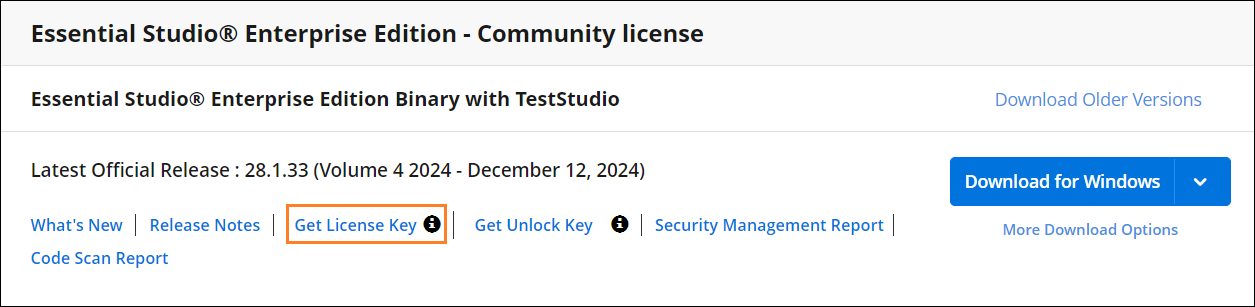 Essential Studio® Enterprise Edition - Community license
Essential Studio® Enterprise Edition Binary with TestStudio
Download Older Versions
Latest Official Release : 28.1.33 (Volume 4 2024 - December 12, 2024)
Download for Windows
What's New | Release Notes | Get License Key | Get Unlock Key | Security Management Report |
More Download Options
Code Scan Report